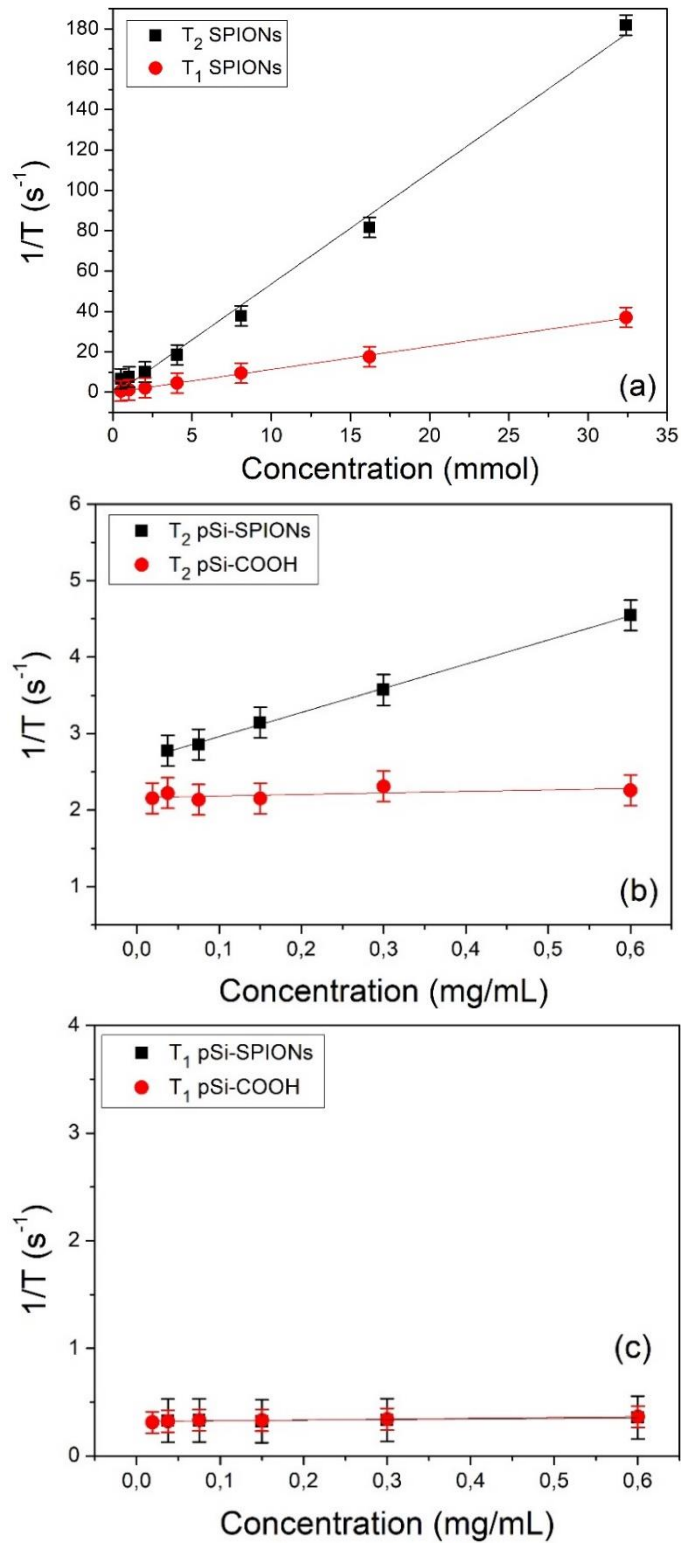 T₂ SPIONs
T₁ SPIONs
180
160
140
120
100
80
60
40
20
0
1/T (s⁻¹)
(a)
0 5 10 15 20 25 30 35
Concentration (mmol)
T₂ pSi-SPIONs
T₂ pSi-COOH
6
5
4
3
2
1
1/T (s⁻¹)
(b)
0,0 0,1 0,2 0,3 0,4 0,5 0,6
Concentration (mg/mL)
T₁ pSi-SPIONs
T₁ pSi-COOH
4
3
2
1
0
1/T (s⁻¹)
(c)
0,0 0,1 0,2 0,3 0,4 0,5 0,6
Concentration (mg/mL)